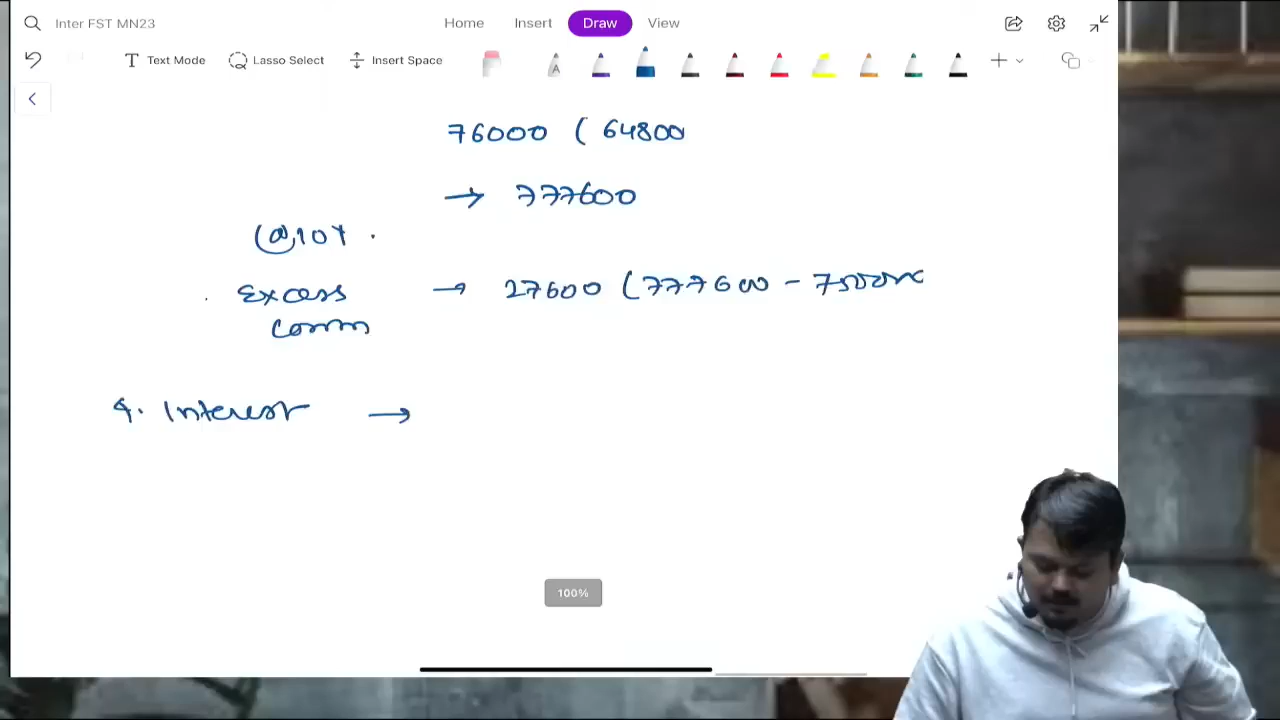 Inter FST MN23
Home Insert Draw View
Text Mode Lasso Select Insert Space
76000 ( 64800
→ 777600
(@10%
Excess → 27600 (777600 - 750000
Comm
4. Interest →
100%